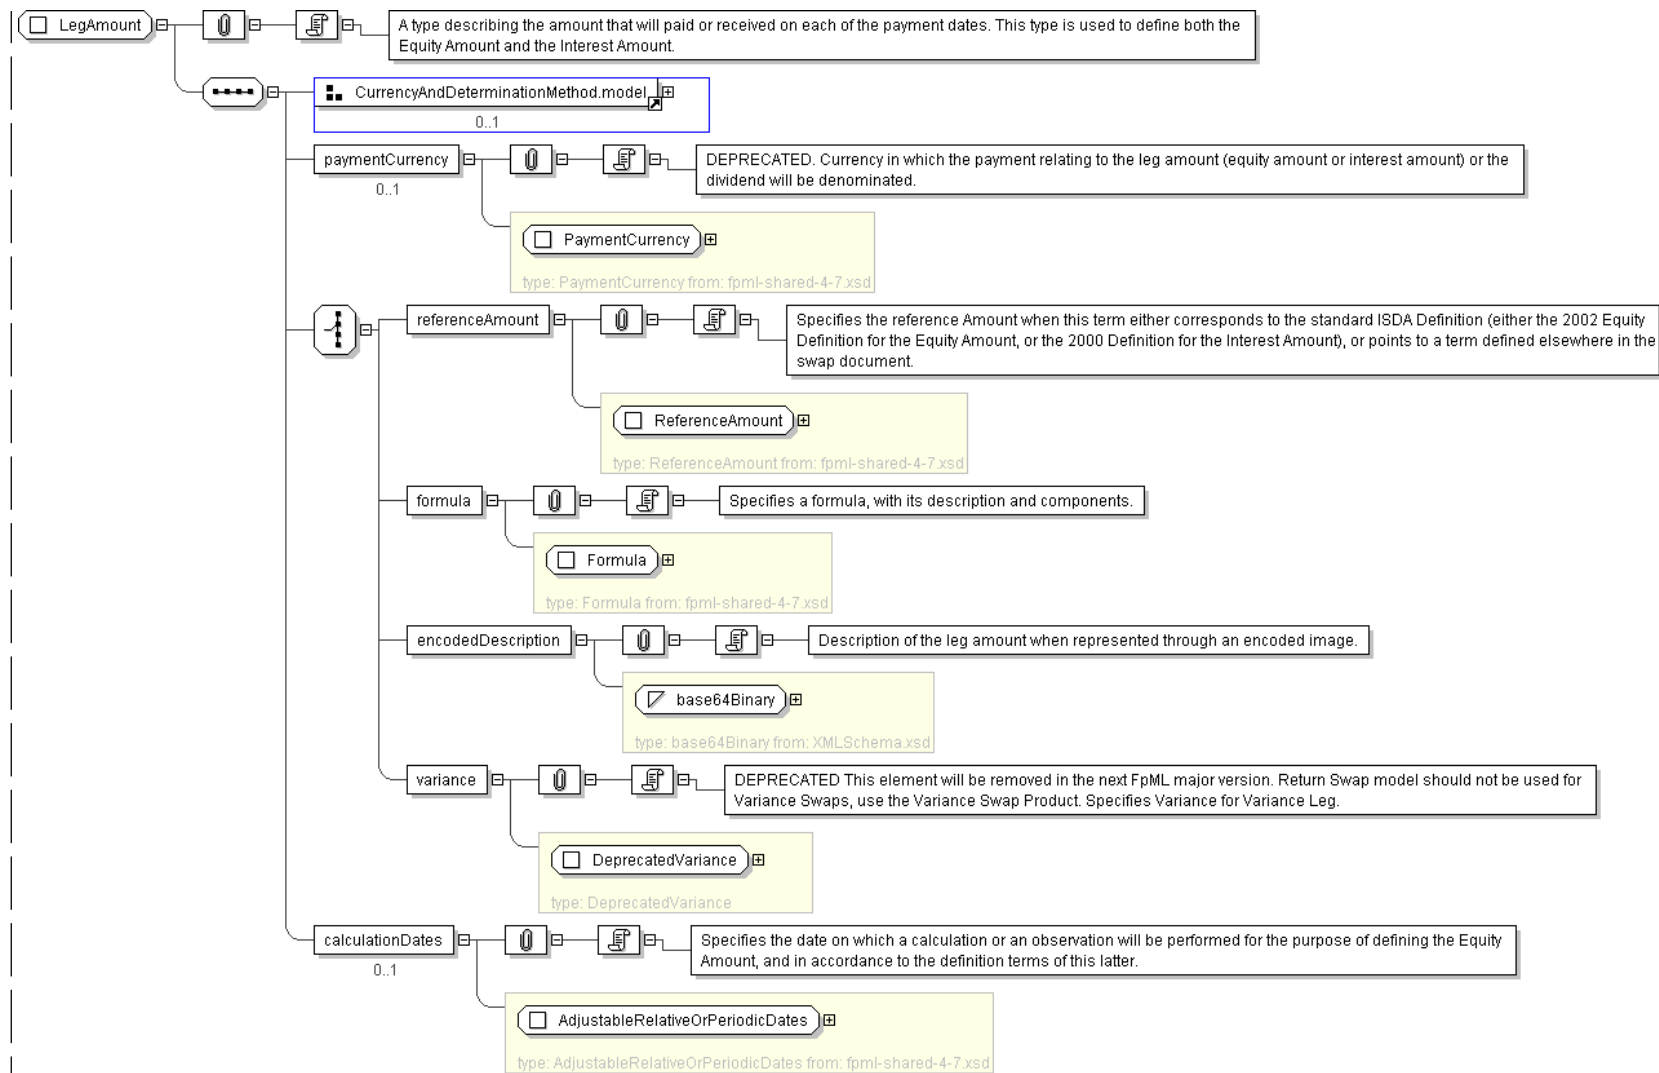 LegAmount
A type describing the amount that will paid or received on each of the payment dates. This type is used to define both the
Equity Amount and the Interest Amount.
CurrencyAndDeterminationMethod.model
0..1
paymentCurrency
0..1
DEPRECATED. Currency in which the payment relating to the leg amount (equity amount or interest amount) or the
dividend will be denominated.
PaymentCurrency
type: PaymentCurrency from: fpml-shared-4-7.xsd
referenceAmount
Specifies the reference Amount when this term either corresponds to the standard ISDA Definition (either the 2002 Equity
Definition for the Equity Amount, or the 2000 Definition for the Interest Amount), or points to a term defined elsewhere in the
swap document.
ReferenceAmount
type: ReferenceAmount from: fpml-shared-4-7.xsd
formula
Specifies a formula, with its description and components.
Formula
type: Formula from: fpml-shared-4-7.xsd
encodedDescription
Description of the leg amount when represented through an encoded image.
base64Binary
type: base64Binary from: XMLSchema.xsd
variance
DEPRECATED This element will be removed in the next FpML major version. Return Swap model should not be used for
Variance Swaps, use the Variance Swap Product. Specifies Variance for Variance Leg.
DeprecatedVariance
type: DeprecatedVariance
calculationDates
0..1
Specifies the date on which a calculation or an observation will be performed for the purpose of defining the Equity
Amount, and in accordance to the definition terms of this latter.
AdjustableRelativeOrPeriodicDates
type: AdjustableRelativeOrPeriodicDates from: fpml-shared-4-7.xsd